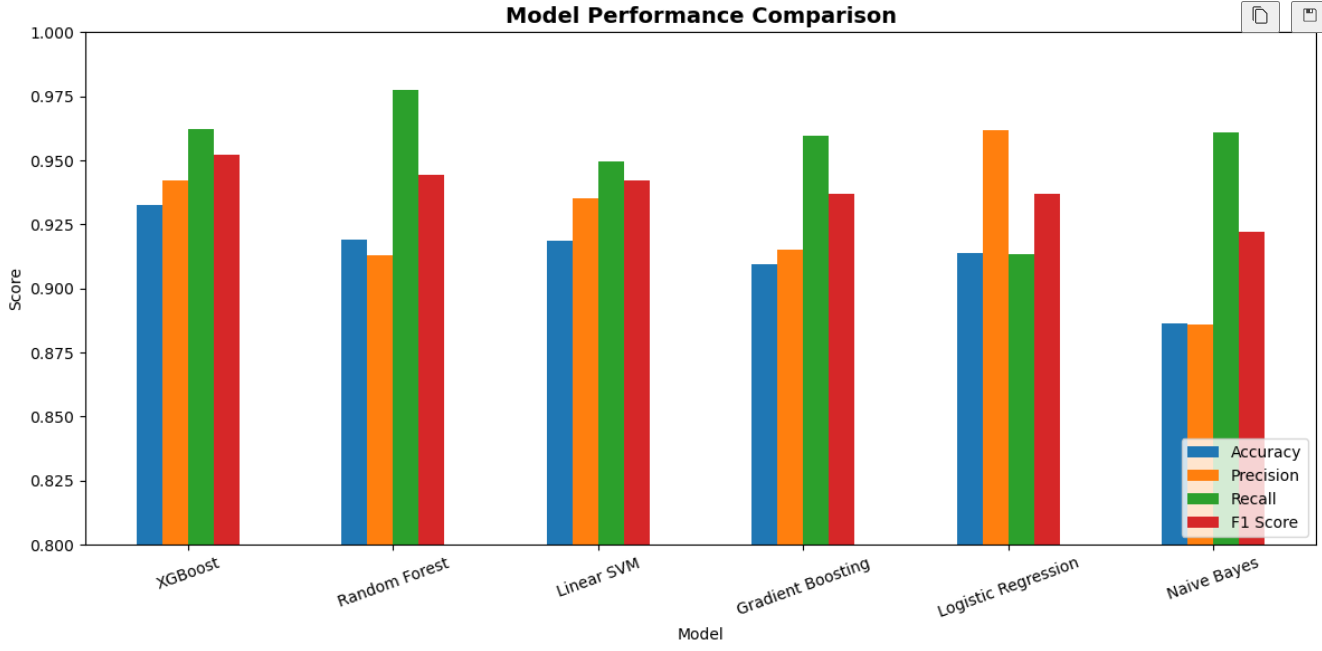 Model Performance Comparison
1.000
0.975
0.950
0.925
0.900
0.875
0.850
0.825
0.800
Score
XGBoost
Random Forest
Linear SVM
Gradient Boosting
Logistic Regression
Naive Bayes
Model
Accuracy
Precision
Recall
F1 Score